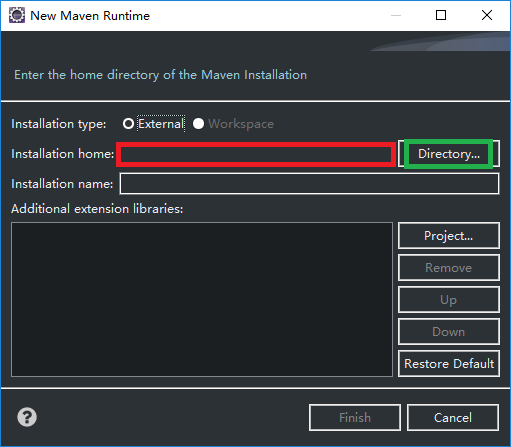 New Maven Runtime
Enter the home directory of the Maven Installation
Installation type: External Workspace
Installation home: Directory...
Installation name:
Additional extension libraries:
Project...
Remove
Up
Down
Restore Default
? Finish Cancel